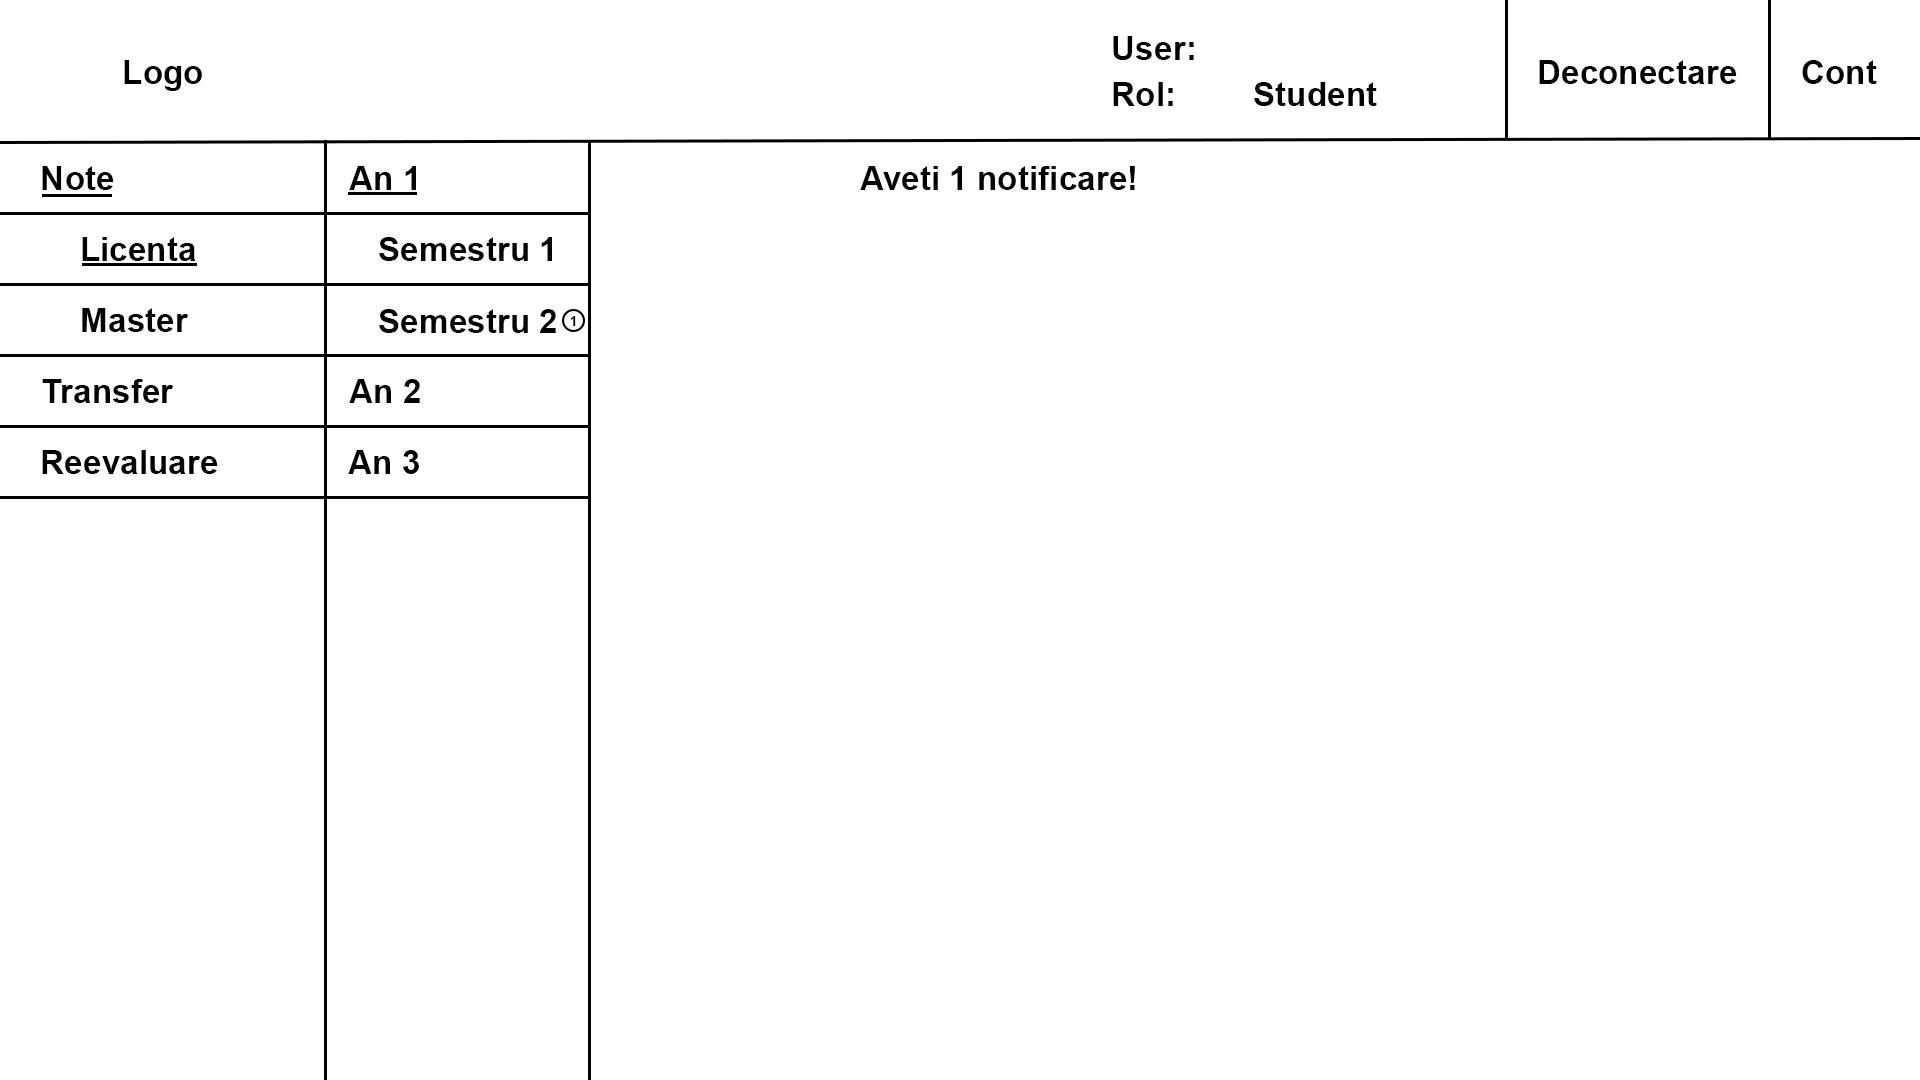 Logo
User:
Rol: Student
Deconectare
Cont
Note
Licenta
Master
Transfer
Reevaluare
An 1
Semestru 1
Semestru 2 1
An 2
An 3
Aveti 1 notificare!